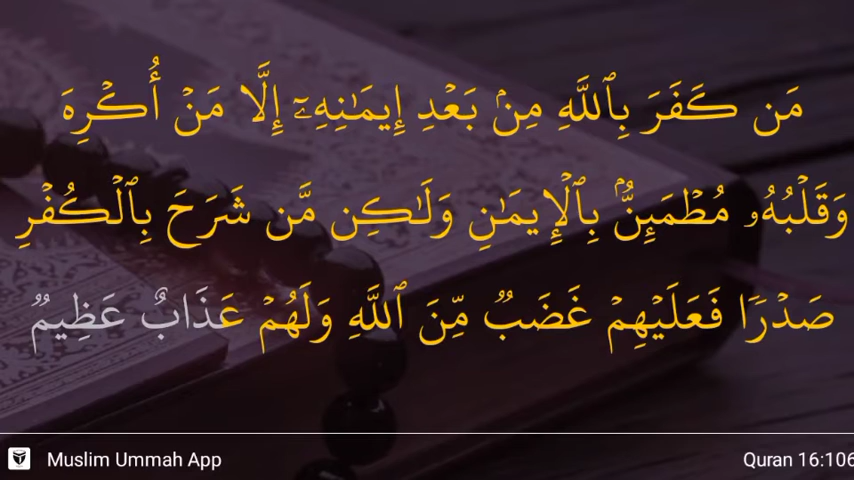 مَن كَفَرَ بِٱللَّهِ مِنۢ بَعْدِ إِيمَـٰنِهِۦٓ إِلَّا مَنْ أُكْرِهَ
وَقَلْبُهُۥ مُطْمَئِنٌّۢ بِٱلْإِيمَـٰنِ وَلَـٰكِن مَّن شَرَحَ بِٱلْكُفْرِ
صَدْرًا فَعَلَيْهِمْ غَضَبٌ مِّنَ ٱللَّهِ وَلَهُمْ عَذَابٌ عَظِيمٌ
Muslim Ummah App
Quran 16:106